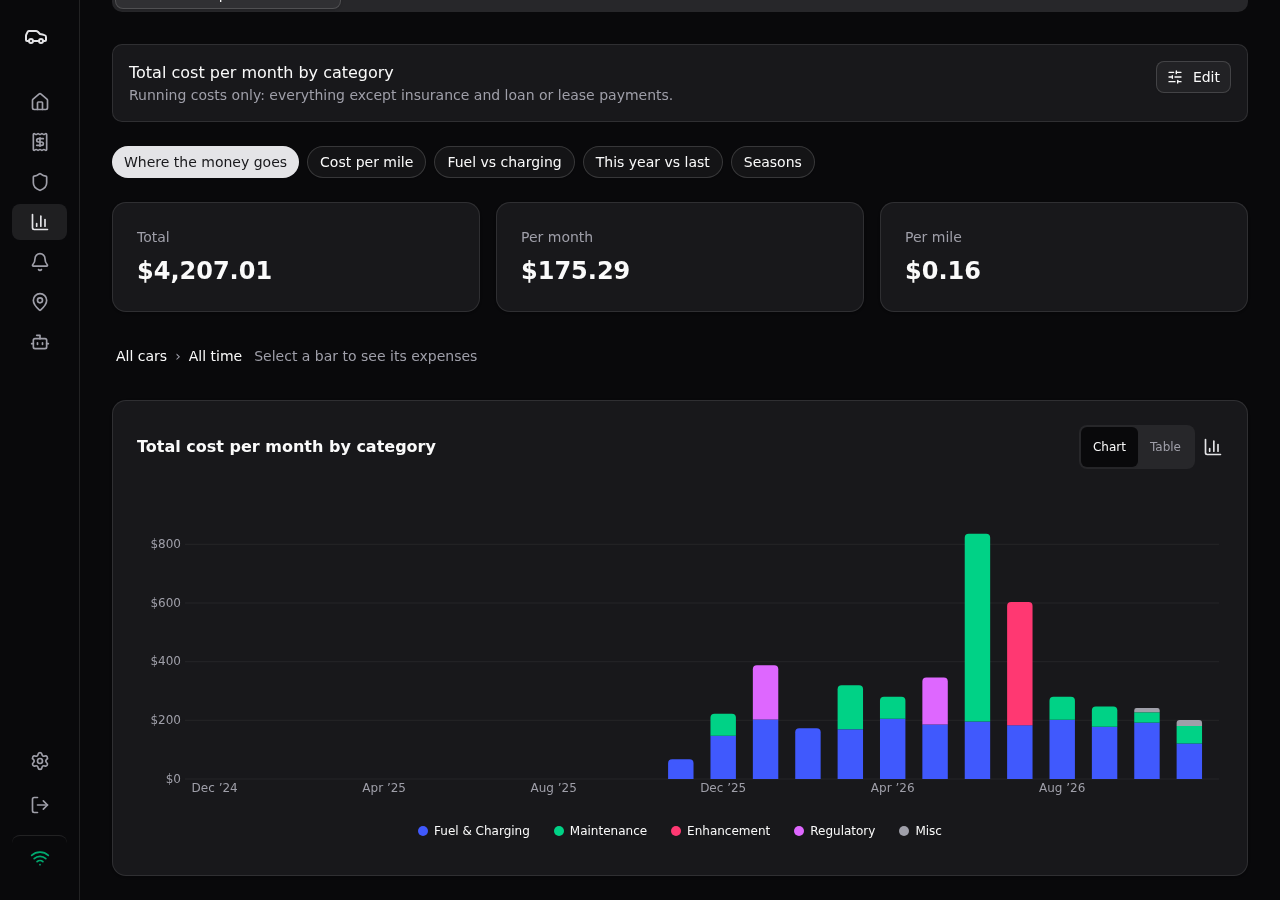 Total cost per month by category
Running costs only: everything except insurance and loan or lease payments.
Edit
Where the money goes
Cost per mile
Fuel vs charging
This year vs last
Seasons
Total
$4,207.01
Per month
$175.29
Per mile
$0.16
All cars › All time Select a bar to see its expenses
Total cost per month by category
Chart
Table
$800
$600
$400
$200
$0
Dec ’24
Apr ’25
Aug ’25
Dec ’25
Apr ’26
Aug ’26
Fuel & Charging
Maintenance
Enhancement
Regulatory
Misc